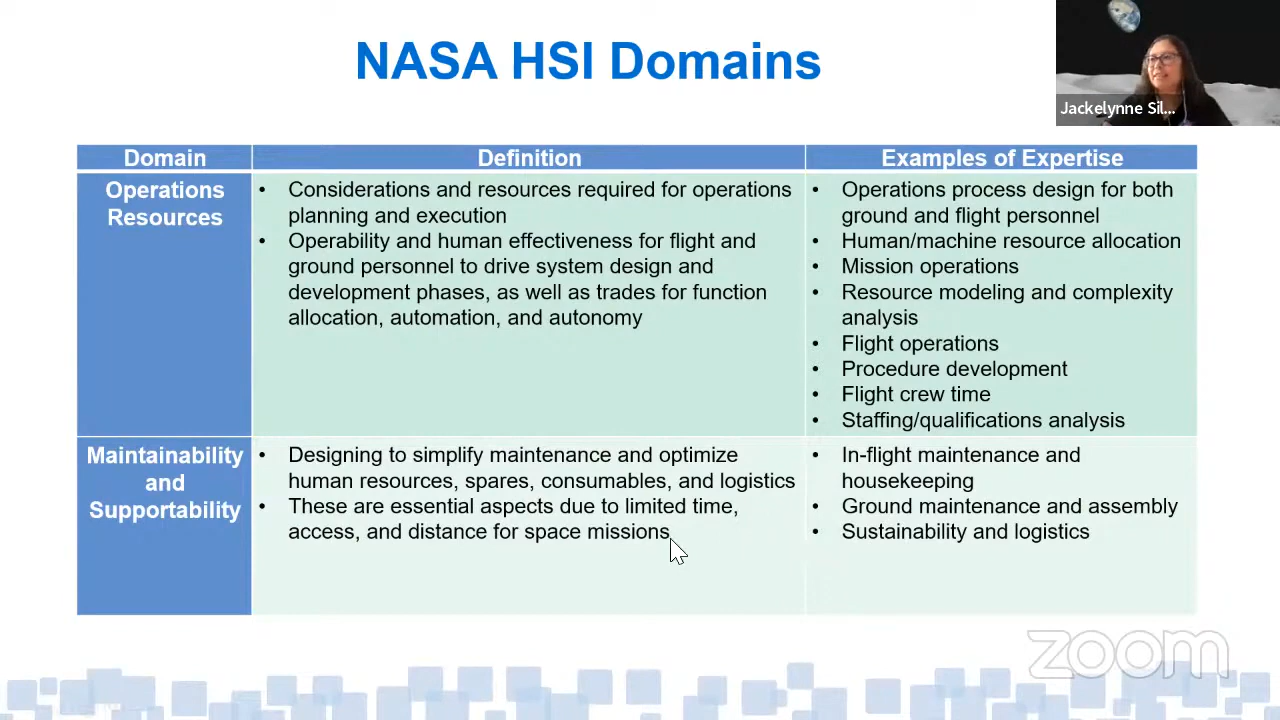 NASA HSI Domains
Jackelynne Sil...
Domain
Definition
Examples of Expertise
Operations
Resources
• Considerations and resources required for operations
planning and execution
• Operability and human effectiveness for flight and
ground personnel to drive system design and
development phases, as well as trades for function
allocation, automation, and autonomy
• Operations process design for both
ground and flight personnel
• Human/machine resource allocation
• Mission operations
• Resource modeling and complexity
analysis
• Flight operations
• Procedure development
• Flight crew time
• Staffing/qualifications analysis
Maintainability
and
Supportability
• Designing to simplify maintenance and optimize
human resources, spares, consumables, and logistics
• These are essential aspects due to limited time,
access, and distance for space missions
• In-flight maintenance and
housekeeping
• Ground maintenance and assembly
• Sustainability and logistics
zoom